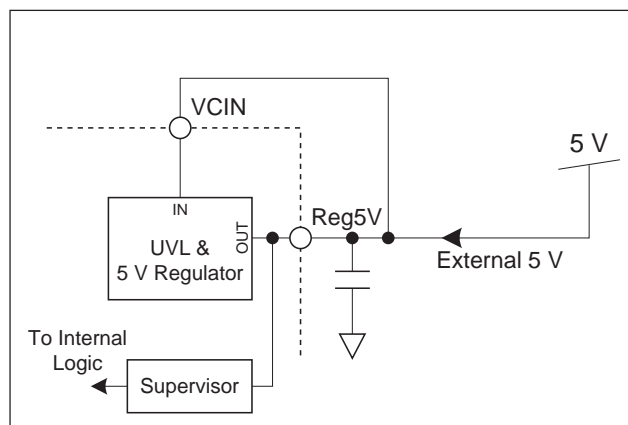 VCIN
5 V
IN
UVL &
5 V Regulator
OUT
Reg5V
External 5 V
To Internal
Logic
Supervisor